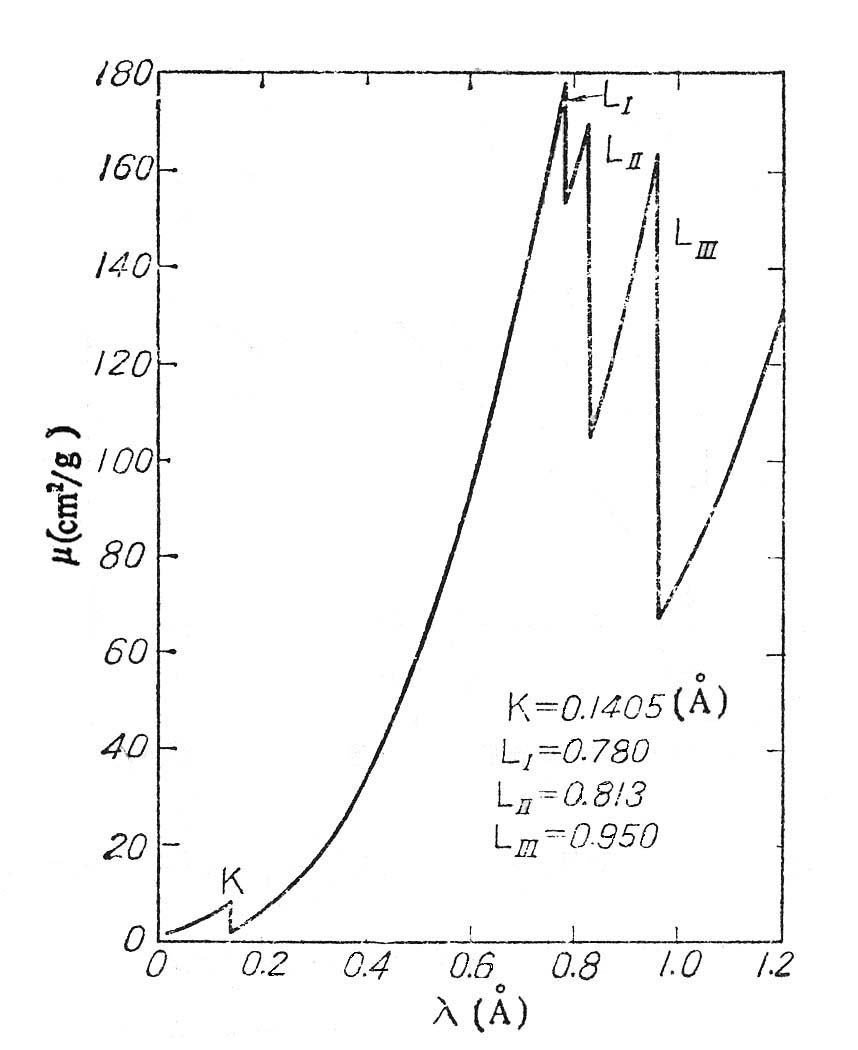 180
160
140
120
100
80
60
40
20
0
μ(cm²/g)
L_I
L_II
L_III
K
K=0.1405(Å)
L_I=0.780
L_II=0.813
L_III=0.950
0 0.2 0.4 0.6 0.8 1.0 1.2
λ(Å)